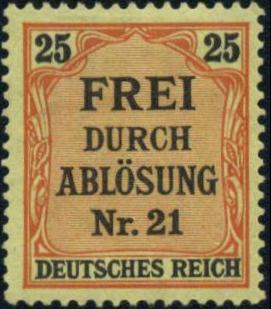 25 25
FREI
DURCH
ABLÖSUNG
Nr. 21
DEUTSCHES REICH